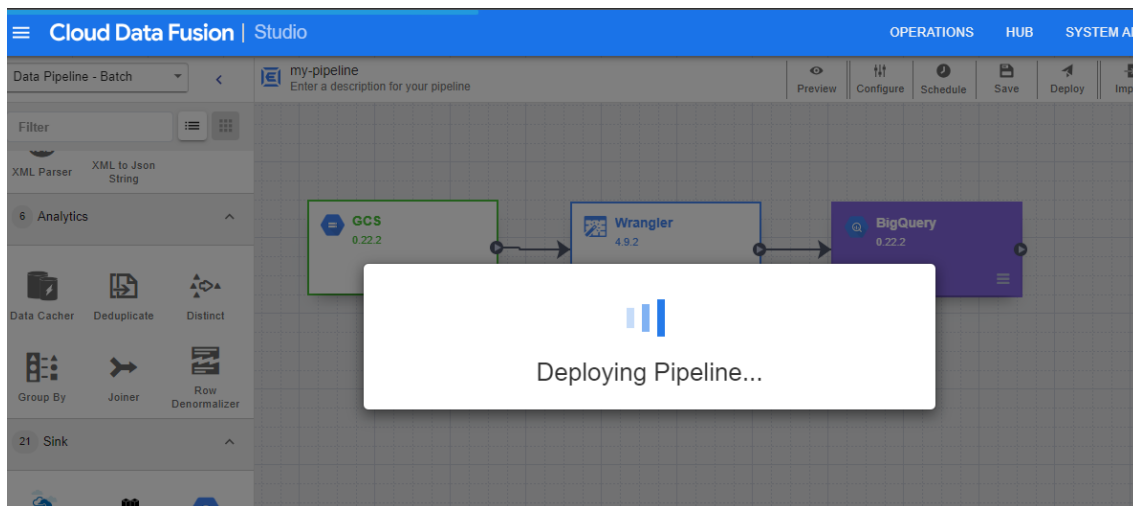 Cloud Data Fusion | Studio
OPERATIONS
HUB
SYSTEM
Data Pipeline - Batch
my-pipeline
Enter a description for your pipeline
Preview
Configure
Schedule
Save
Deploy
Filter
XML Parser
XML to Json
String
6 Analytics
GCS
0.22.2
Wrangler
4.9.2
BigQuery
0.22.2
Data Cacher
Deduplicate
Distinct
Deploying Pipeline...
Group By
Joiner
Row
Denormalizer
21 Sink